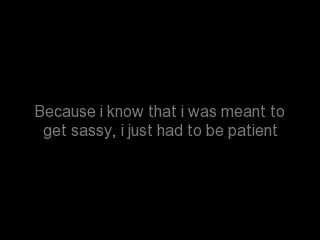 Because i know that i was meant to
get sassy, i just had to be patient